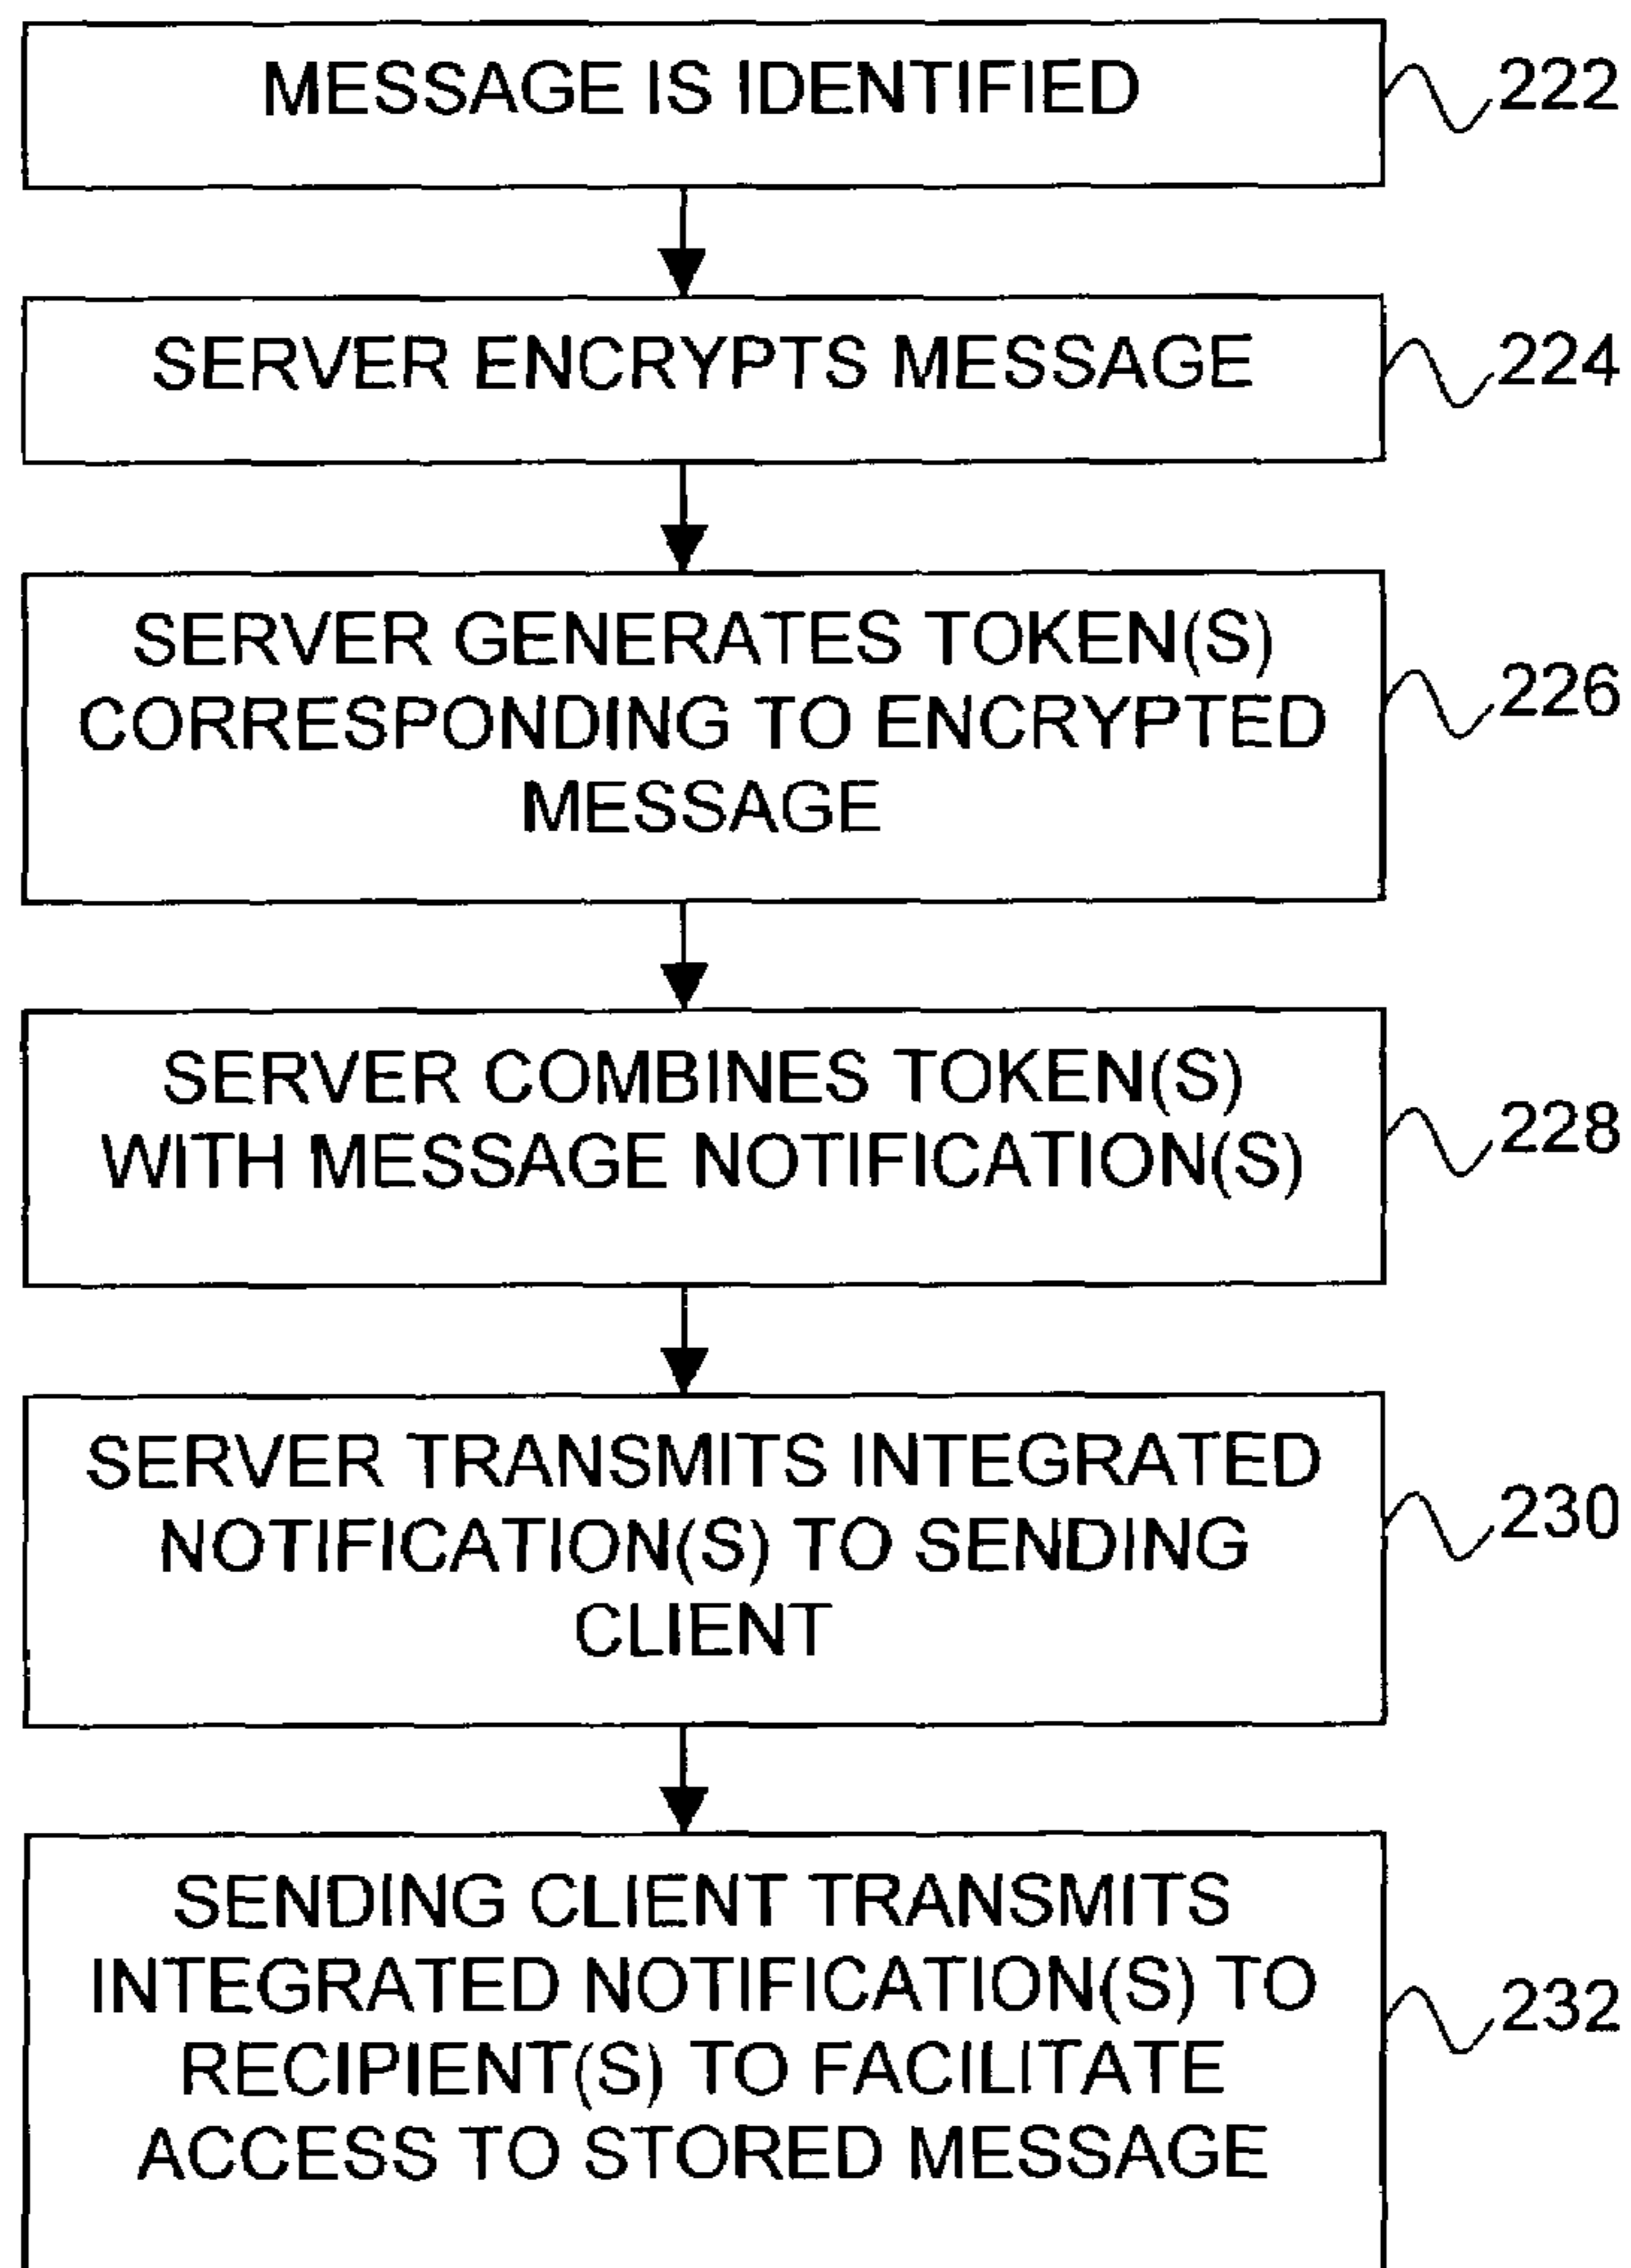 MESSAGE IS IDENTIFIED
222
SERVER ENCRYPTS MESSAGE
224
SERVER GENERATES TOKEN(S)
CORRESPONDING TO ENCRYPTED
MESSAGE
226
SERVER COMBINES TOKEN(S)
WITH MESSAGE NOTIFICATION(S)
228
SERVER TRANSMITS INTEGRATED
NOTIFICATION(S) TO SENDING
CLIENT
230
SENDING CLIENT TRANSMITS
INTEGRATED NOTIFICATION(S) TO
RECIPIENT(S) TO FACILITATE
ACCESS TO STORED MESSAGE
232